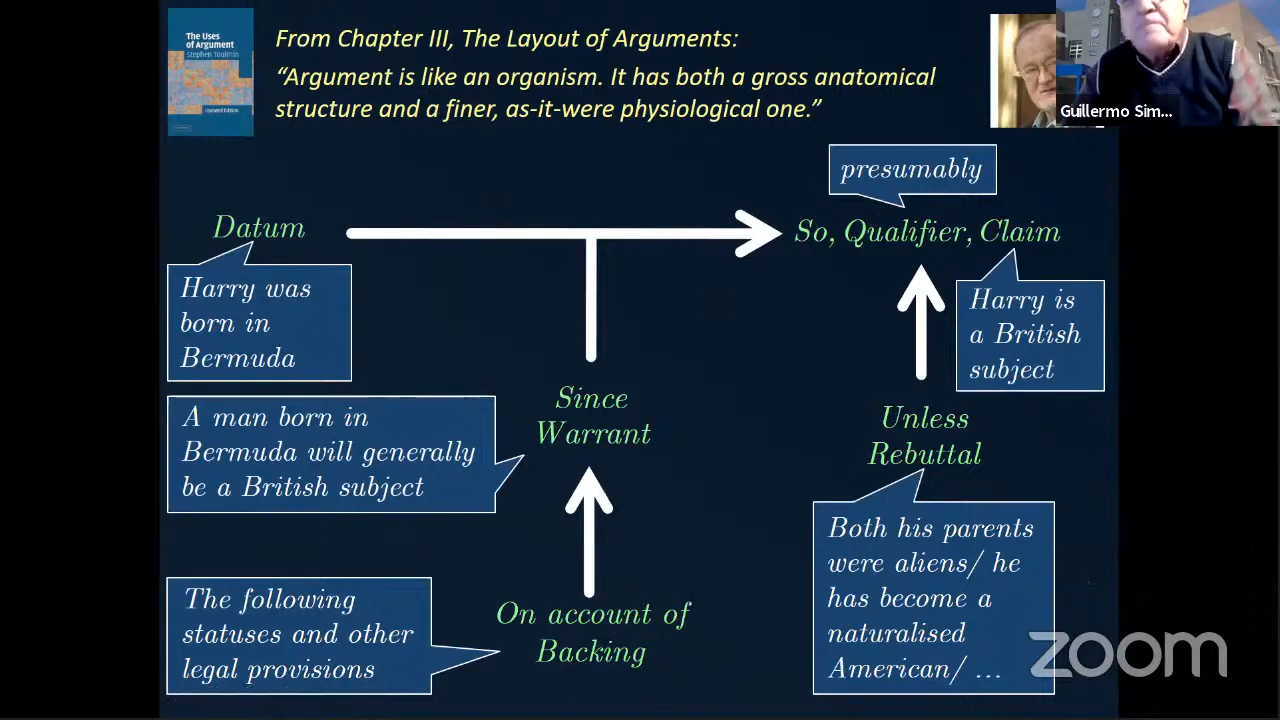 The Uses
of Argument
Stephen Toulmin
Updated Edition
From Chapter III, The Layout of Arguments:
“Argument is like an organism. It has both a gross anatomical
structure and a finer, as-it-were physiological one.”
Guillermo Sim...
presumably
Datum
So, Qualifier, Claim
Harry was
born in
Bermuda
Harry is
a British
subject
Since
Warrant
A man born in
Bermuda will generally
be a British subject
Unless
Rebuttal
Both his parents
were aliens/ he
has become a
naturalised
American/ ...
The following
statuses and other
legal provisions
On account of
Backing
zoom